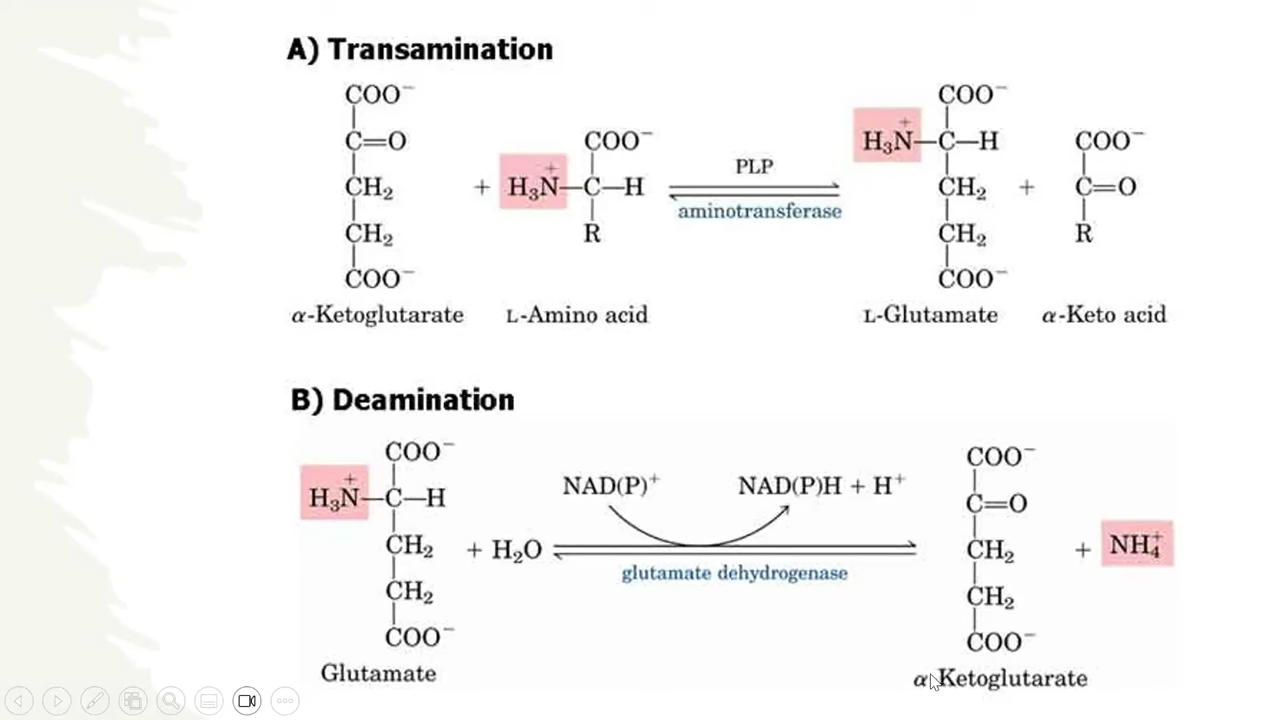 A) Transamination
COO⁻
C=O
CH₂
CH₂
COO⁻
α-Ketoglutarate
+
COO⁻
H₃N⁺—C—H
R
L-Amino acid
PLP
aminotransferase
COO⁻
H₃N⁺—C—H
CH₂
CH₂
COO⁻
L-Glutamate
+
COO⁻
C=O
R
α-Keto acid
B) Deamination
COO⁻
H₃N⁺—C—H
CH₂
CH₂
COO⁻
Glutamate
+ H₂O
NAD(P)⁺
NAD(P)H + H⁺
glutamate dehydrogenase
COO⁻
C=O
CH₂
CH₂
COO⁻
α-Ketoglutarate
+ NH₄⁺